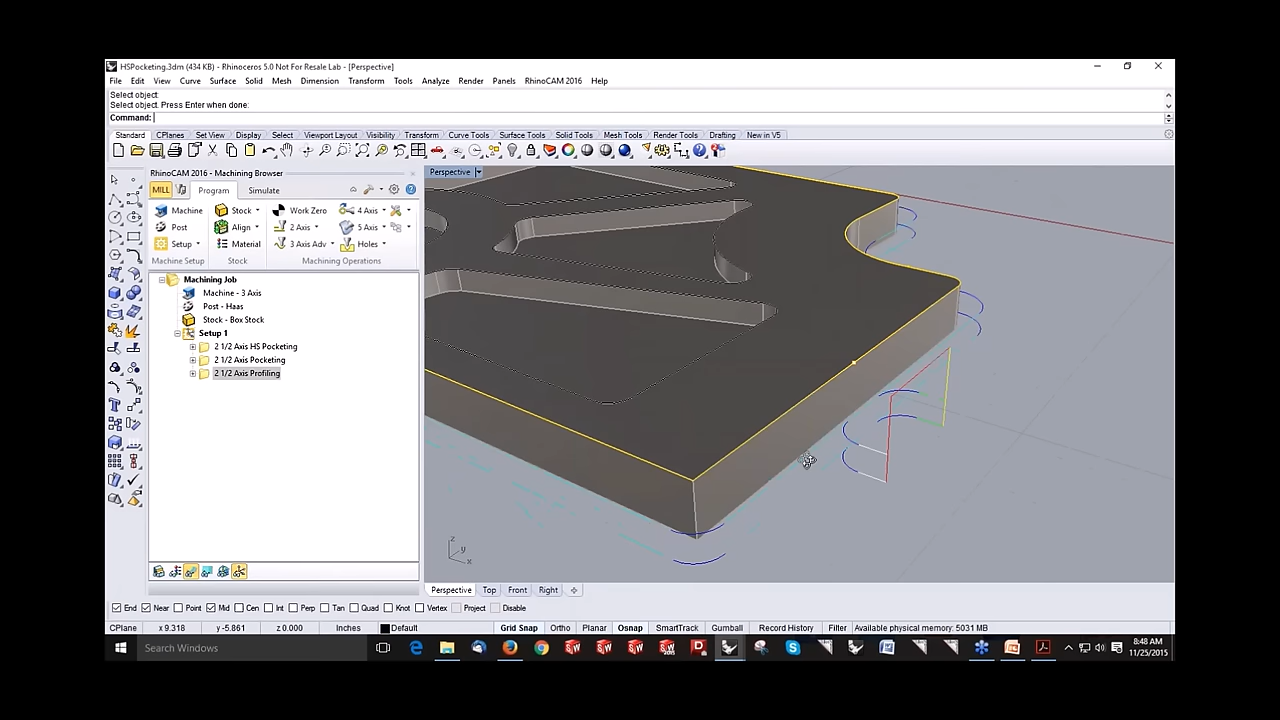 HSPocketing.3dm (434 KB) - Rhinoceros 5.0 Not For Resale Lab - [Perspective]
File Edit View Curve Surface Solid Mesh Dimension Transform Tools Analyze Render Panels RhinoCAM 2016 Help
Select object:
Select object. Press Enter when done:
Command:
Standard CPlanes Set View Display Select Viewport Layout Visibility Transform Curve Tools Surface Tools Solid Tools Mesh Tools Render Tools Drafting New in V5
RhinoCAM 2016 - Machining Browser
Perspective
MILL Program Simulate
Machine Stock Work Zero 4 Axis
Post Align 2 Axis 5 Axis
Setup Material 3 Axis Adv Holes
Machine Setup Stock Machining Operations
Machining Job
Machine - 3 Axis
Post - Haas
Stock - Box Stock
Setup 1
2 1/2 Axis HS Pocketing
2 1/2 Axis Pocketing
2 1/2 Axis Profiling
z
y
x
Perspective Top Front Right
End Near Point Mid Cen Int Perp Tan Quad Knot Vertex Project Disable
CPlane x 9.318 y -5.861 z 0.000 Inches Default Grid Snap Ortho Planar Osnap SmartTrack Gumball Record History Filter Available physical memory: 5031 MB
Search Windows
8:48 AM
11/25/2015